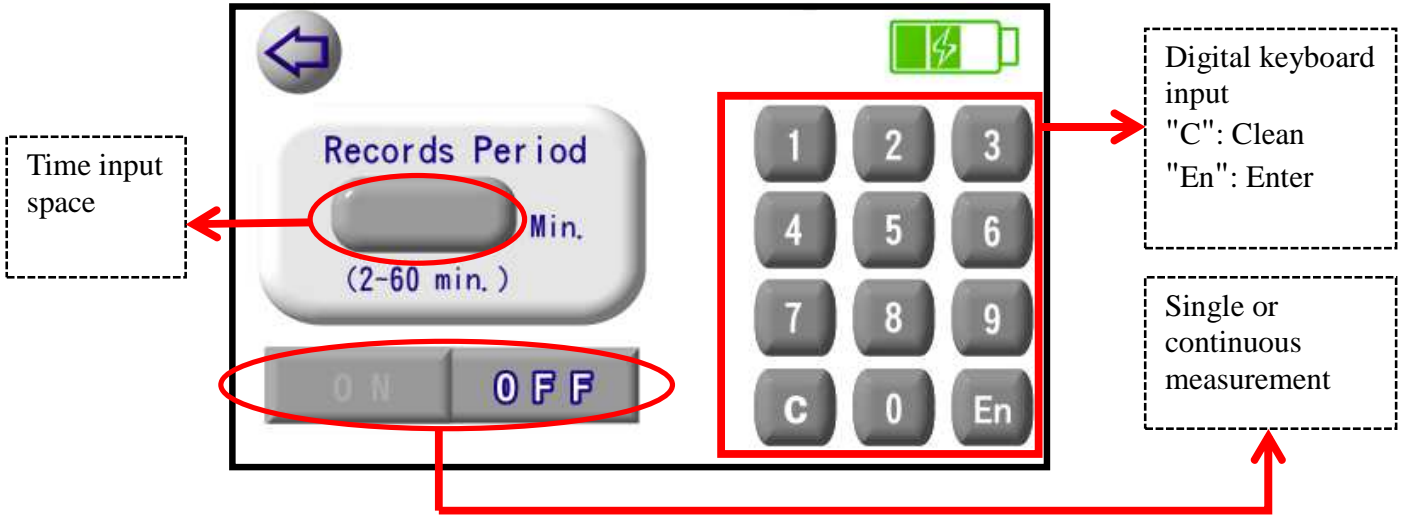 Time input
space
Records Period
Min.
(2-60 min.)
ON OFF
1 2 3
4 5 6
7 8 9
C 0 En
Digital keyboard
input
"C": Clean
"En": Enter
Single or
continuous
measurement